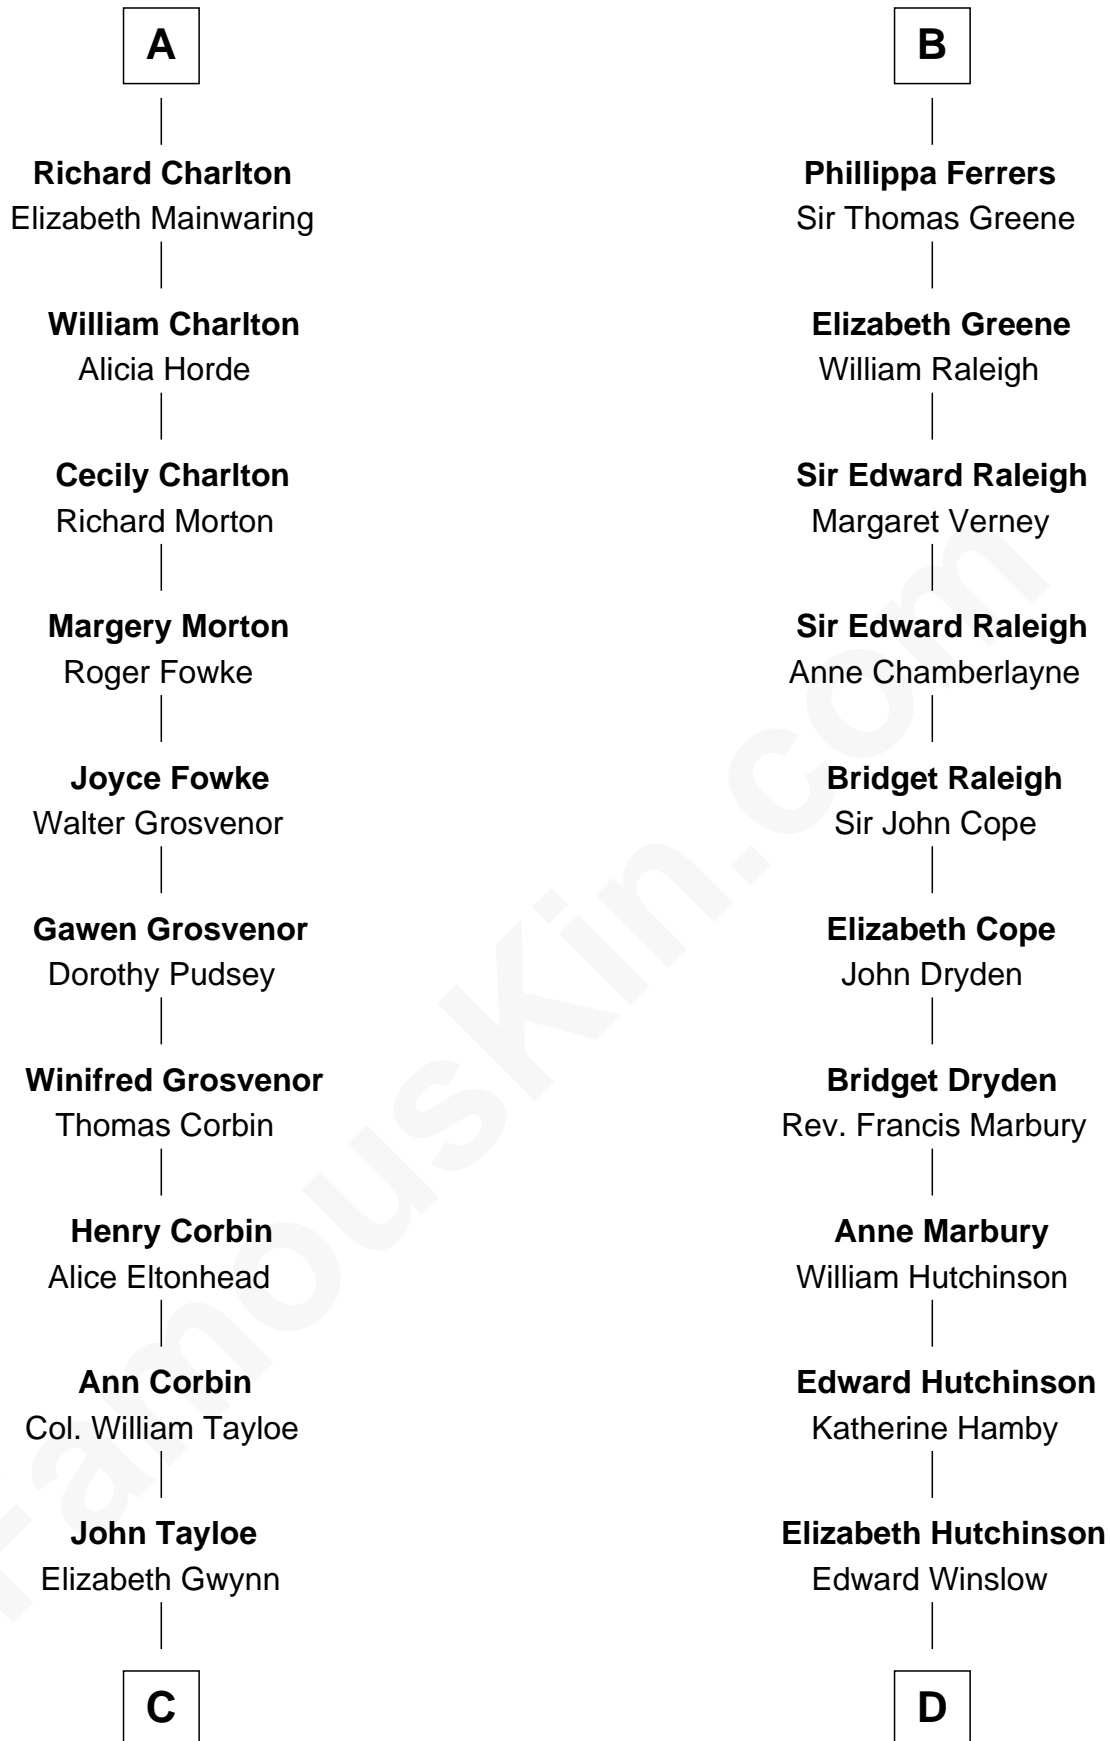 A
Richard Charlton
Elizabeth Mainwaring
William Charlton
Alicia Horde
Cecily Charlton
Richard Morton
Margery Morton
Roger Fowke
Joyce Fowke
Walter Grosvenor
Gawen Grosvenor
Dorothy Pudsey
Winifred Grosvenor
Thomas Corbin
Henry Corbin
Alice Eltonhead
Ann Corbin
Col. William Tayloe
John Tayloe
Elizabeth Gwynn
C
B
Phillippa Ferrers
Sir Thomas Greene
Elizabeth Greene
William Raleigh
Sir Edward Raleigh
Margaret Verney
Sir Edward Raleigh
Anne Chamberlayne
Bridget Raleigh
Sir John Cope
Elizabeth Cope
John Dryden
Bridget Dryden
Rev. Francis Marbury
Anne Marbury
William Hutchinson
Edward Hutchinson
Katherine Hamby
Elizabeth Hutchinson
Edward Winslow
D
FamousKin.com